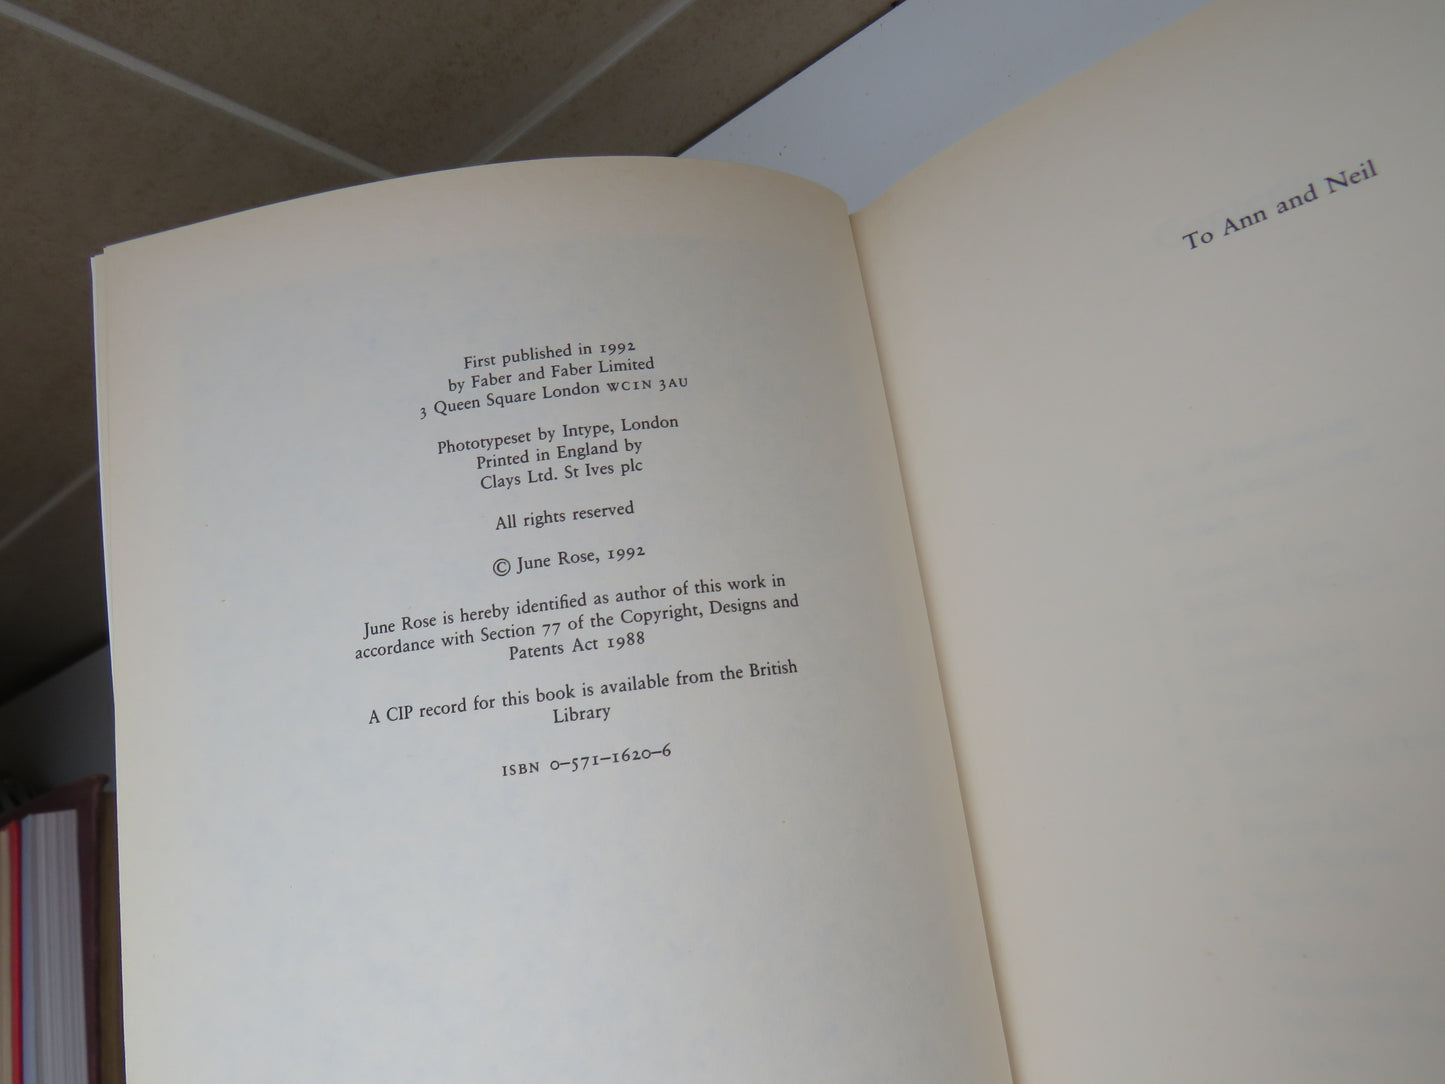 First published in 1992
by Faber and Faber Limited
3 Queen Square London WC1N 3AU
Phototypeset by Intype, London
Printed in England by
Clays Ltd. St Ives plc
All rights reserved
© June Rose, 1992
June Rose is hereby identified as author of this work in
accordance with Section 77 of the Copyright, Designs and
Patents Act 1988
A CIP record for this book is available from the British
Library
ISBN 0–571–1620–6
To Ann and Neil